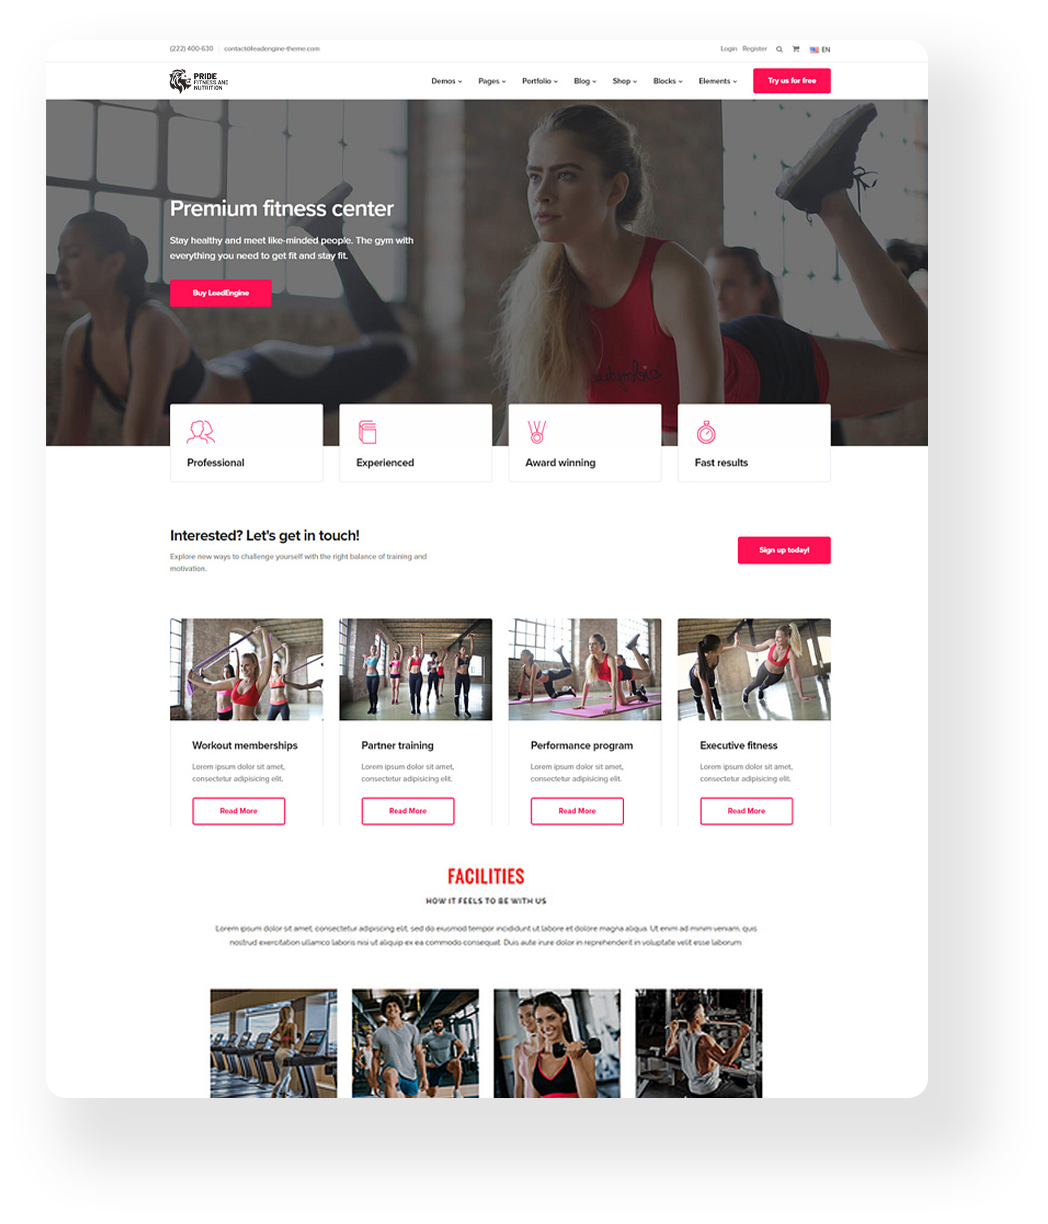 (222) 400-630 contact@leadengine-theme.com
Login Register EN
PRIDE
FITNESS AND
NUTRITION
Demos Pages Portfolio Blog Shop Blocks Elements Try us for free
Premium fitness center
Stay healthy and meet like-minded people. The gym with
everything you need to get fit and stay fit.
Buy LeadEngine
Professional Experienced Award winning Fast results
Interested? Let's get in touch!
Explore new ways to challenge yourself with the right balance of training and
motivation.
Sign up today!
Workout memberships Partner training Performance program Executive fitness
Lorem ipsum dolor sit amet, Lorem ipsum dolor sit amet, Lorem ipsum dolor sit amet, Lorem ipsum dolor sit amet,
consectetur adipisicing elit. consectetur adipisicing elit. consectetur adipisicing elit. consectetur adipisicing elit.
Read More Read More Read More Read More
FACILITIES
HOW IT FEELS TO BE WITH US
Lorem ipsum dolor sit amet, consectetur adipiscing elit, sed do eiusmod tempor incididunt ut labore et dolore magna aliqua. Ut enim ad minim veniam, quis
nostrud exercitation ullamco laboris nisi ut aliquip ex ea commodo consequat. Duis aute irure dolor in reprehenderit in voluptate velit esse laborum